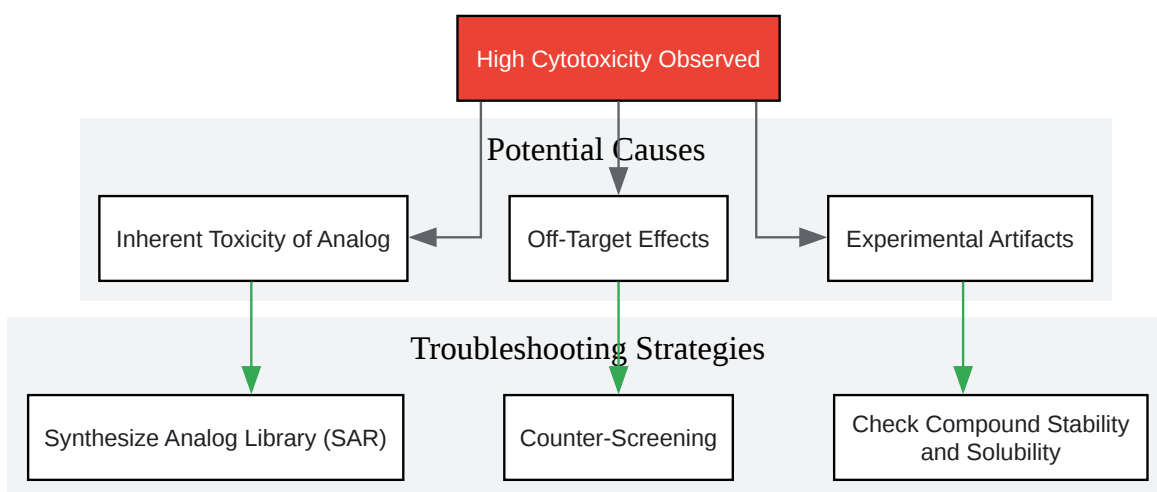 High Cytotoxicity Observed
Potential Causes
Inherent Toxicity of Analog
Off-Target Effects
Experimental Artifacts
Troubleshooting Strategies
Synthesize Analog Library (SAR)
Counter-Screening
Check Compound Stability
and Solubility